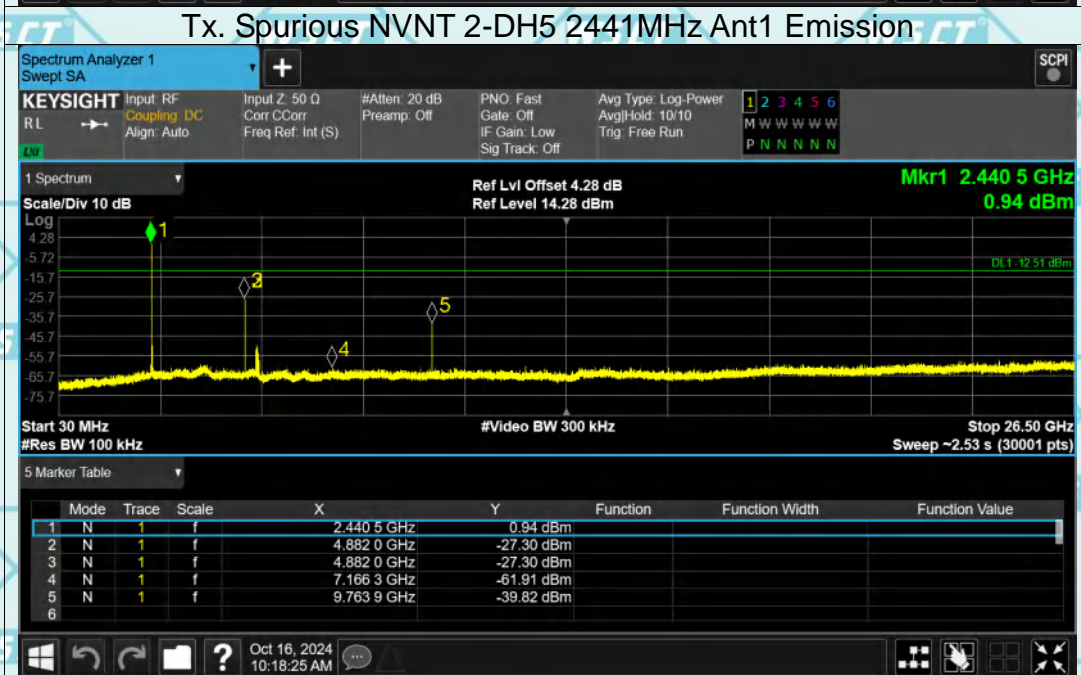 Tx. Spurious NVNT 2-DH5 2441MHz Ant1 Emission
Spectrum Analyzer 1
Swept SA
+
SCPI
KEYSIGHT Input: RF Input Z: 50 Ω #Atten: 20 dB PNO: Fast Avg Type: Log-Power 1 2 3 4 5 6
RL Coupling: DC Corr CCorr Preamp: Off Gate: Off Avg|Hold: 10/10 M W W W W W
Align: Auto Freq Ref: Int (S) IF Gain: Low Trig: Free Run P N N N N N
LXI Sig Track: Off
1 Spectrum Ref Lvl Offset 4.28 dB Mkr1 2.440 5 GHz
Scale/Div 10 dB Ref Level 14.28 dBm 0.94 dBm
Log
1
4.28
-5.72
DL1 -12.51 dBm
-15.7
-25.7
-35.7
5
-45.7
4
-55.7
-65.7
-75.7
Start 30 MHz #Video BW 300 kHz Stop 26.50 GHz
#Res BW 100 kHz Sweep ~2.53 s (30001 pts)
5 Marker Table
Mode Trace Scale X Y Function Function Width Function Value
1 N 1 f 2.440 5 GHz 0.94 dBm
2 N 1 f 4.882 0 GHz -27.30 dBm
3 N 1 f 4.882 0 GHz -27.30 dBm
4 N 1 f 7.166 3 GHz -61.91 dBm
5 N 1 f 9.763 9 GHz -39.82 dBm
6
? Oct 16, 2024
10:18:25 AM